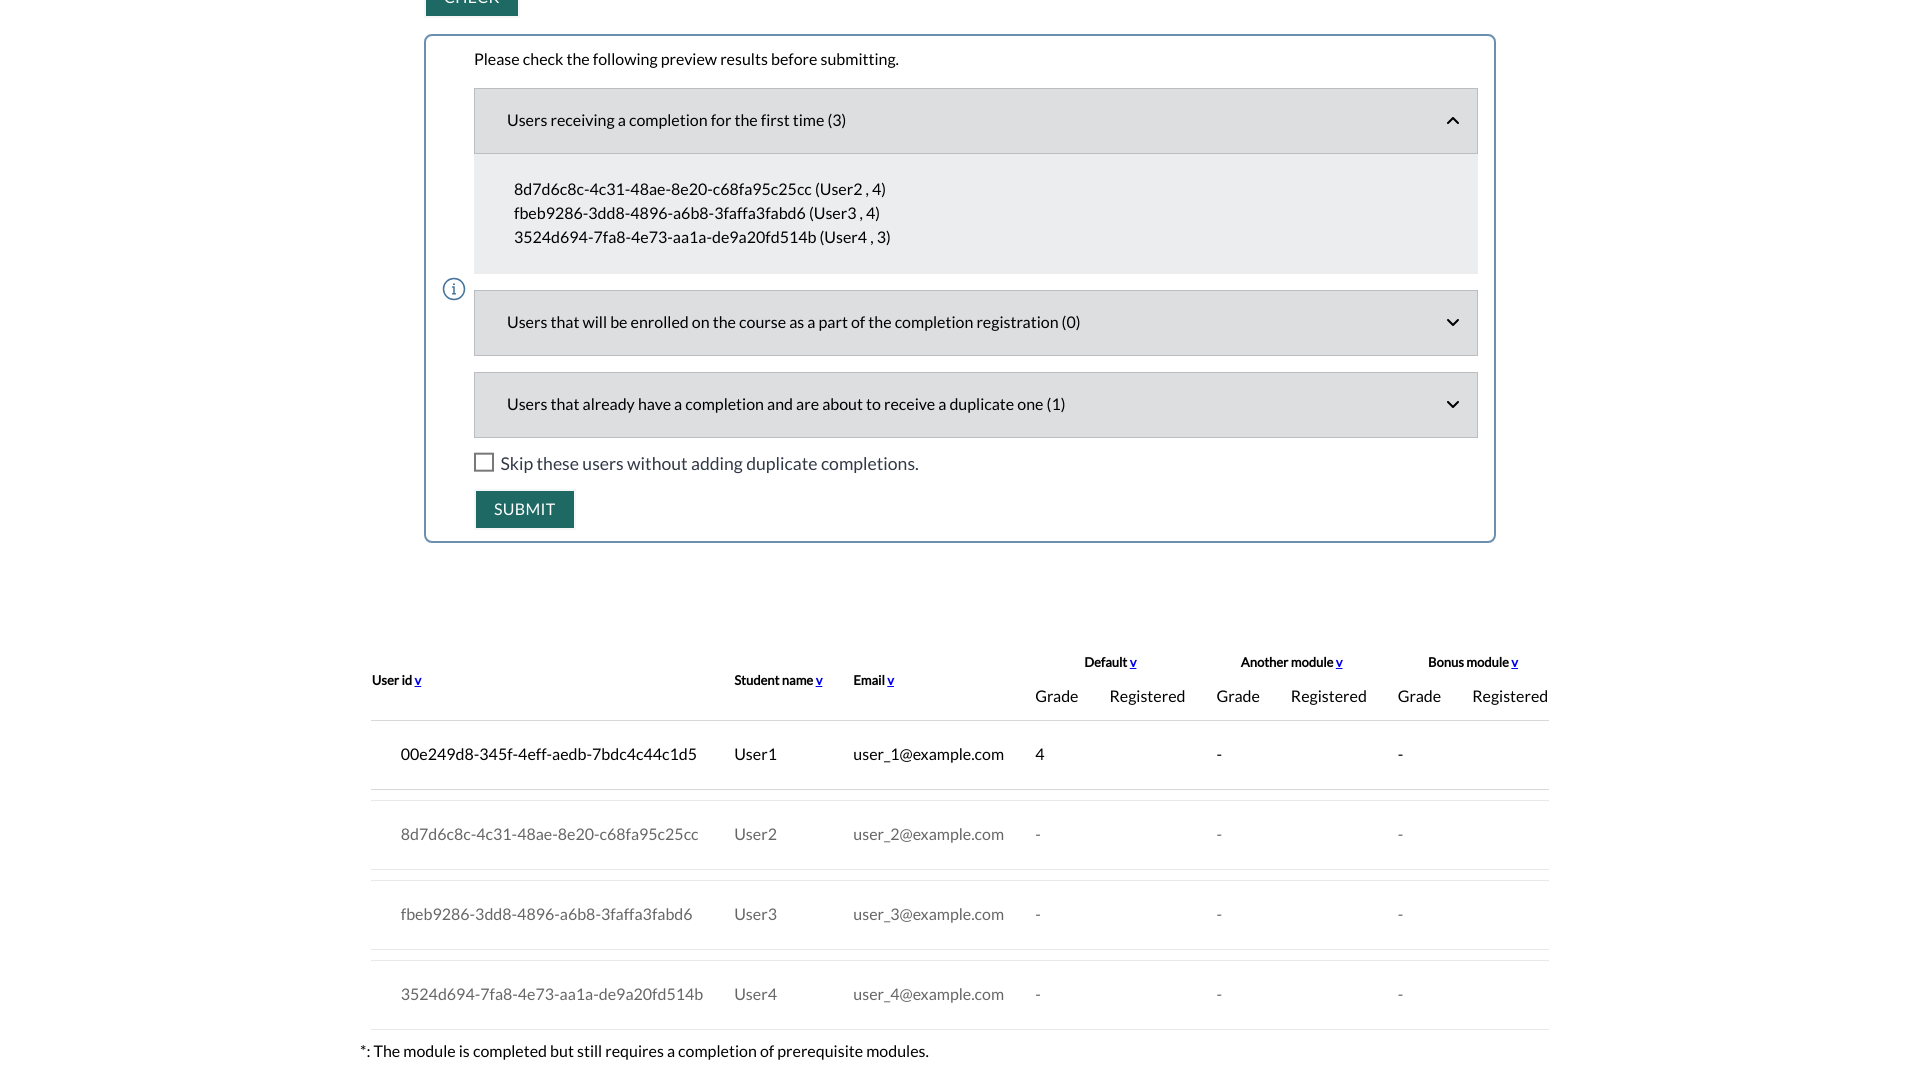 CHECK
Please check the following preview results before submitting.
Users receiving a completion for the first time (3)
8d7d6c8c-4c31-48ae-8e20-c68fa95c25cc (User2 , 4)
fbeb9286-3dd8-4896-a6b8-3faffa3fabd6 (User3 , 4)
3524d694-7fa8-4e73-aa1a-de9a20fd514b (User4 , 3)
Users that will be enrolled on the course as a part of the completion registration (0)
Users that already have a completion and are about to receive a duplicate one (1)
Skip these users without adding duplicate completions.
SUBMIT
Default v Another module v Bonus module v
User id v Student name v Email v
Grade Registered Grade Registered Grade Registered
00e249d8-345f-4eff-aedb-7bdc4c44c1d5 User1 user_1@example.com 4 - -
8d7d6c8c-4c31-48ae-8e20-c68fa95c25cc User2 user_2@example.com - - -
fbeb9286-3dd8-4896-a6b8-3faffa3fabd6 User3 user_3@example.com - - -
3524d694-7fa8-4e73-aa1a-de9a20fd514b User4 user_4@example.com - - -
*: The module is completed but still requires a completion of prerequisite modules.